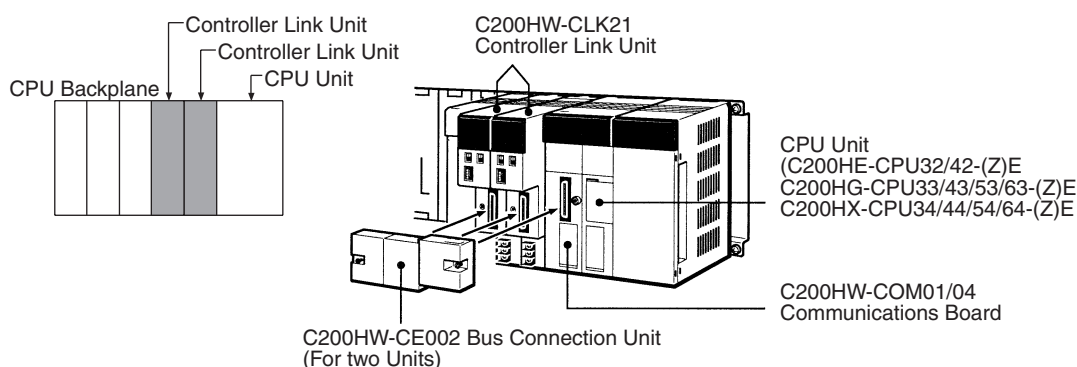 Controller Link Unit
Controller Link Unit
CPU Unit
CPU Backplane
C200HW-CLK21
Controller Link Unit
CPU Unit
(C200HE-CPU32/42-(Z)E
C200HG-CPU33/43/53/63-(Z)E
C200HX-CPU34/44/54/64-(Z)E
C200HW-COM01/04
Communications Board
C200HW-CE002 Bus Connection Unit
(For two Units)